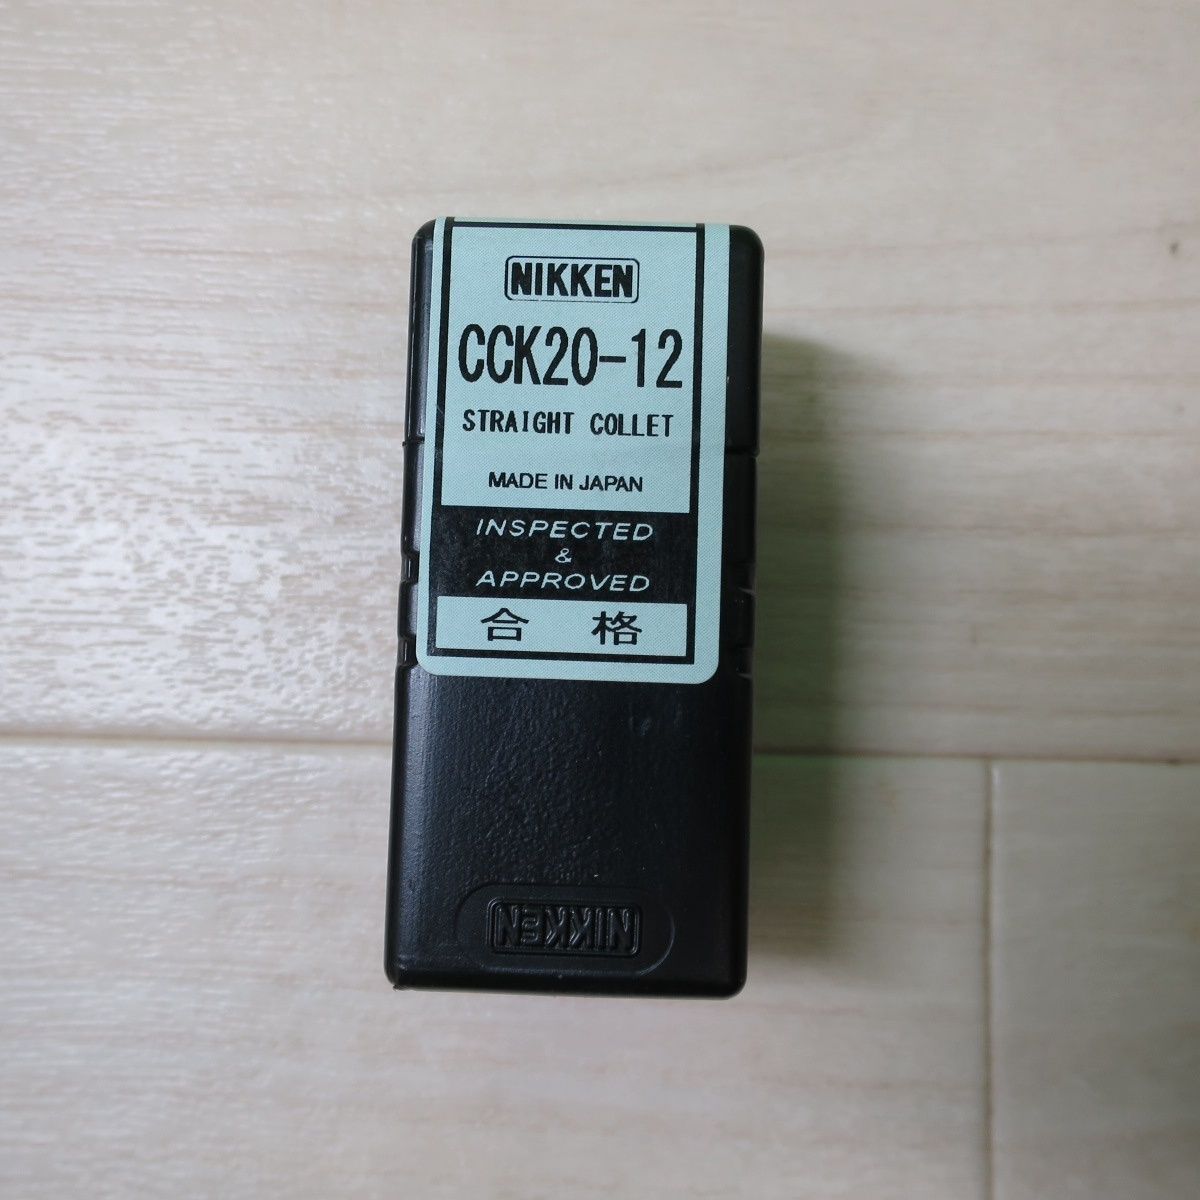 NIKKEN
CCK20-12
STRAIGHT COLLET
MADE IN JAPAN
INSPECTED
&
APPROVED
合格
NIKKEN